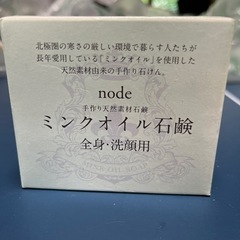 北極圏の寒さの厳しい環境で暮らす人たちが
長年愛用している「ミンクオイル」を使用した
天然素材由来の手作り石けん。
node
手作り天然素材石鹸
ミンクオイル石鹸
全身·洗顔用